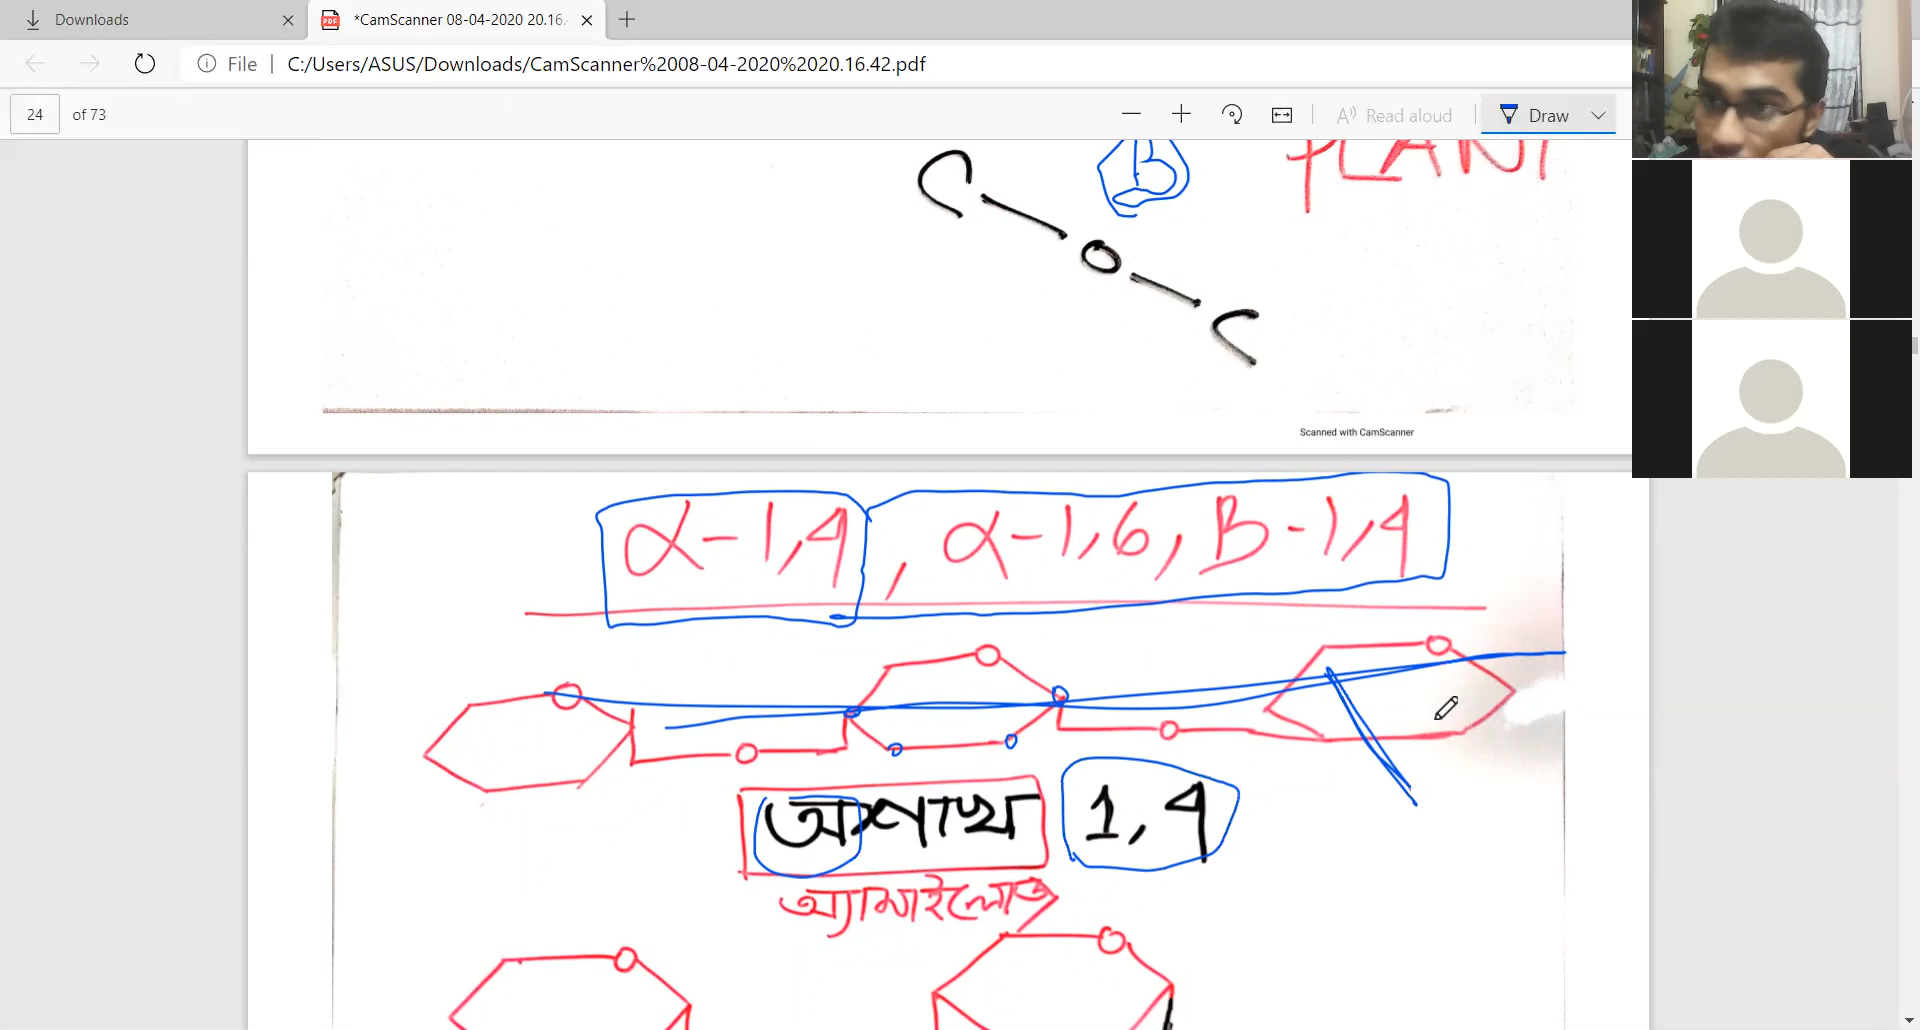 Downloads
*CamScanner 08-04-2020 20.16.
File | C:/Users/ASUS/Downloads/CamScanner%2008-04-2020%2020.16.42.pdf
24 of 73
Read aloud
Draw
B
PLANT
C
O
C
Scanned with CamScanner
α-1,4, α-1,6, B-1,4
অশাখ 1,4
অ্যামাইলোজ